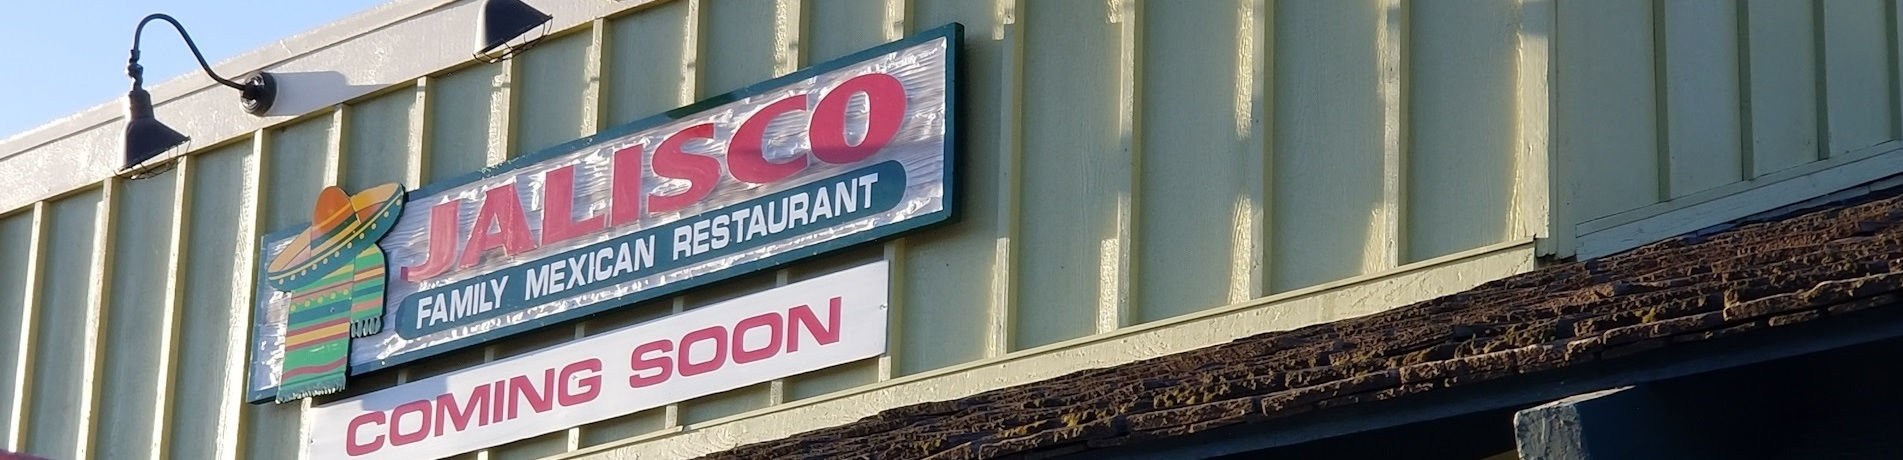 JALISCO
FAMILY MEXICAN RESTAURANT
COMING SOON